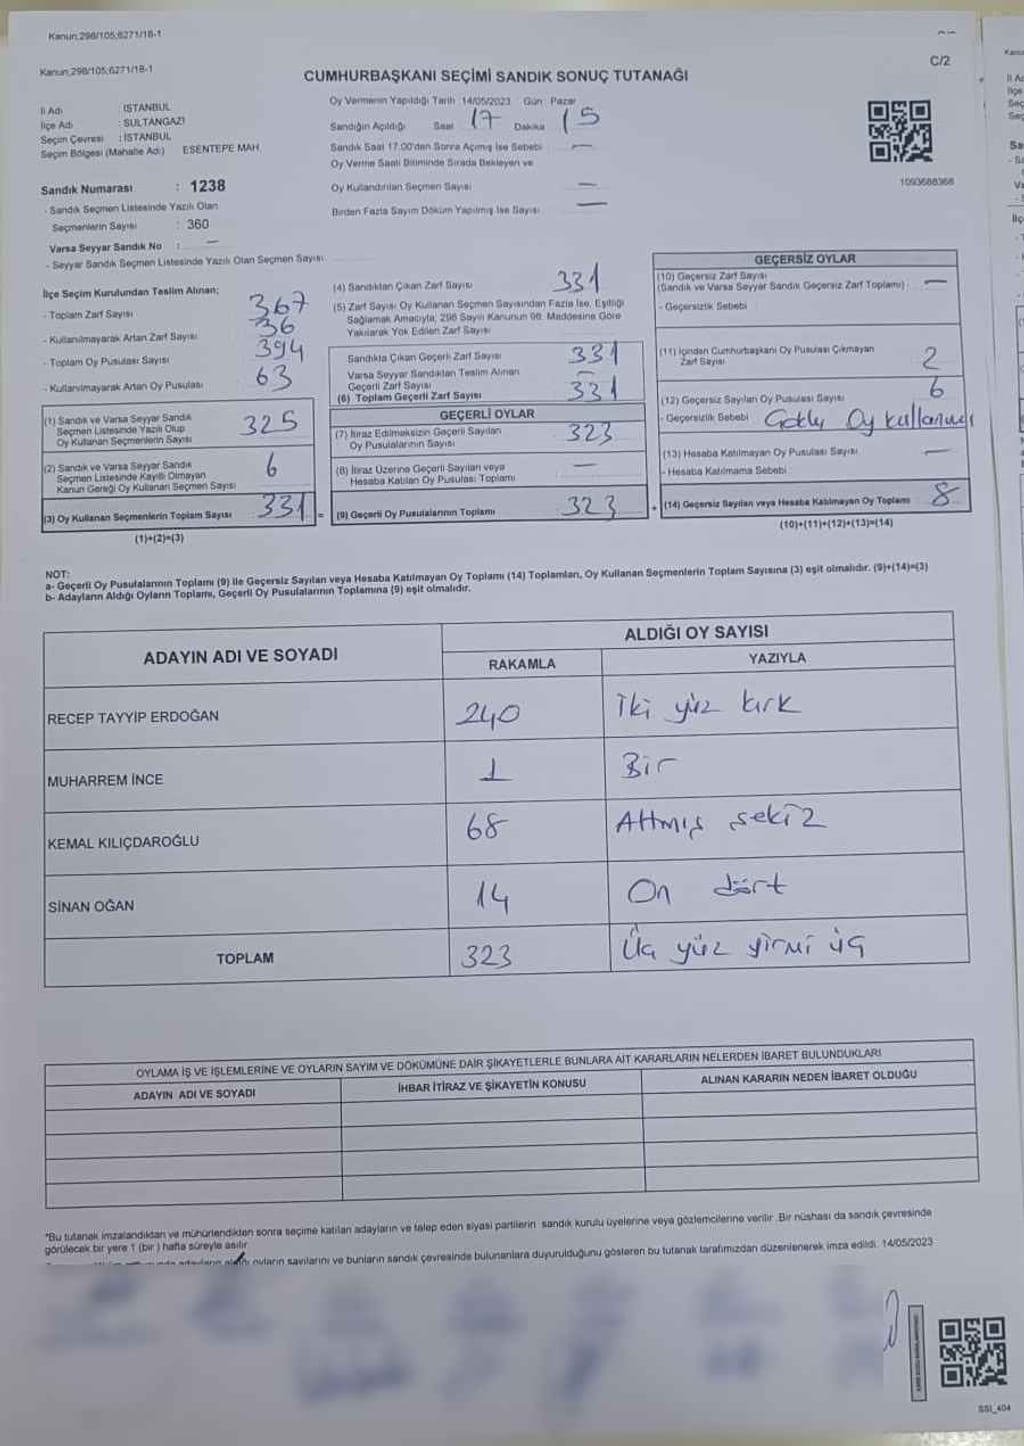 Kanun;298/105;6271/18-1
Kanun;298/105;6271/18-1
C/2
CUMHURBAŞKANI SEÇİMİ SANDIK SONUÇ TUTANAĞI
İl Adı : İSTANBUL
İlçe Adı : SULTANGAZİ
Seçim Çevresi : İSTANBUL
Seçim Bölgesi (Mahalle Adı) ESENTEPE MAH.
Sandık Numarası : 1238
- Sandık Seçmen Listesinde Yazılı Olan
Seçmenlerin Sayısı : 360
Varsa Seyyar Sandık No : —
- Seyyar Sandık Seçmen Listesinde Yazılı Olan Seçmen Sayısı
Oy Vermenin Yapıldığı Tarih :14/05/2023 Gün : Pazar
Sandığın Açıldığı Saat 17 Dakika 15
Sandık Saat 17:00'den Sonra Açımış İse Sebebi —
Oy Verme Saati Bitiminde Sırada Bekleyen ve
Oy Kullandırılan Seçmen Sayısı —
Birden Fazla Sayım Döküm Yapılmış İse Sayısı —
1093688368
İlçe Seçim Kurulundan Teslim Alınan;
- Toplam Zarf Sayısı 367
- Kullanılmayarak Artan Zarf Sayısı 36
- Toplam Oy Pusulası Sayısı 394
- Kullanılmayarak Artan Oy Pusulası 63
(1) Sandık ve Varsa Seyyar Sandık
Seçmen Listesinde Yazılı Olup
Oy Kullanan Seçmenlerin Sayısı 325
(2) Sandık ve Varsa Seyyar Sandık
Seçmen Listesinde Kayıtlı Olmayan
Kanun Gereği Oy Kullanan Seçmen Sayısı 6
(3) Oy Kullanan Seçmenlerin Toplam Sayısı 331 =
(1)+(2)=(3)
(4) Sandıktan Çıkan Zarf Sayısı 331
(5) Zarf Sayısı Oy Kullanan Seçmen Sayısından Fazla İse, Eşitliği
Sağlamak Amacıyla, 298 Sayılı Kanunun 98. Maddesine Göre
Yakılarak Yok Edilen Zarf Sayısı
Sandıkta Çıkan Geçerli Zarf Sayısı 331
Varsa Seyyar Sandıktan Teslim Alınan
Geçerli Zarf Sayısı —
(6) Toplam Geçerli Zarf Sayısı 331
GEÇERLİ OYLAR
(7) İtiraz Edilmeksizin Geçerli Sayılan
Oy Pusulalarının Sayısı 323
(8) İtiraz Üzerine Geçerli Sayılan veya
Hesaba Katılan Oy Pusulası Toplamı —
(9) Geçerli Oy Pusulalarının Toplamı 323 +
GEÇERSİZ OYLAR
(10) Geçersiz Zarf Sayısı
(Sandık ve Varsa Seyyar Sandık Geçersiz Zarf Toplamı) —
- Geçersizlik Sebebi
(11) İçinden Cumhurbaşkanı Oy Pusulası Çıkmayan
Zarf Sayısı 2
(12) Geçersiz Sayılan Oy Pusulası Sayısı 6
- Geçersizlik Sebebi Çoklu Oy kullanımı
(13) Hesaba Katılmayan Oy Pusulası Sayısı —
- Hesaba Katılmama Sebebi
(14) Geçersiz Sayılan veya Hesaba Katılmayan Oy Toplamı 8
(10)+(11)+(12)+(13)=(14)
NOT:
a- Geçerli Oy Pusulalarının Toplamı (9) ile Geçersiz Sayılan veya Hesaba Katılmayan Oy Toplamı (14) Toplamları, Oy Kullanan Seçmenlerin Toplam Sayısına (3) eşit olmalıdır. (9)+(14)=(3)
b- Adayların Aldığı Oyların Toplamı, Geçerli Oy Pusulalarının Toplamına (9) eşit olmalıdır.
ADAYIN ADI VE SOYADI
ALDIĞI OY SAYISI
RAKAMLA YAZIYLA
RECEP TAYYİP ERDOĞAN 240 İki yüz kırk
MUHARREM İNCE 1 Bir
KEMAL KILIÇDAROĞLU 68 Altmış sekiz
SİNAN OĞAN 14 On dört
TOPLAM 323 Üç yüz yirmi üç
OYLAMA İŞ VE İŞLEMLERİNE VE OYLARIN SAYIM VE DÖKÜMÜNE DAİR ŞİKAYETLERLE BUNLARA AİT KARARLARIN NELERDEN İBARET BULUNDUKLARI
ADAYIN ADI VE SOYADI İHBAR İTİRAZ VE ŞİKAYETİN KONUSU ALINAN KARARIN NEDEN İBARET OLDUĞU
*Bu tutanak imzalandıktan ve mühürlendikten sonra seçime katılan adayların ve talep eden siyasi partilerin sandık kurulu üyelerine veya gözlemcilerine verilir .Bir nüshası da sandık çevresinde
görülecek bir yere 1 (bir ) hafta süreyle asılır
oyların sayılarını ve bunların sandık çevresinde bulunanlara duyurulduğunu gösteren bu tutanak tarafımızdan düzenlenerek imza edildi. 14/05/2023
SSI_404